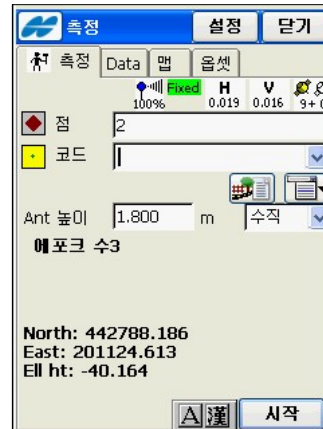 측정 설정 닫기
측정 Data 맵 옵셋
Fixed H V
100% 0.019 0.016 9+
점 2
코드
Ant 높이 1.800 m 수직
에포크 수3
North: 442788.186
East: 201124.613
Ell ht: -40.164
A 漢 시작